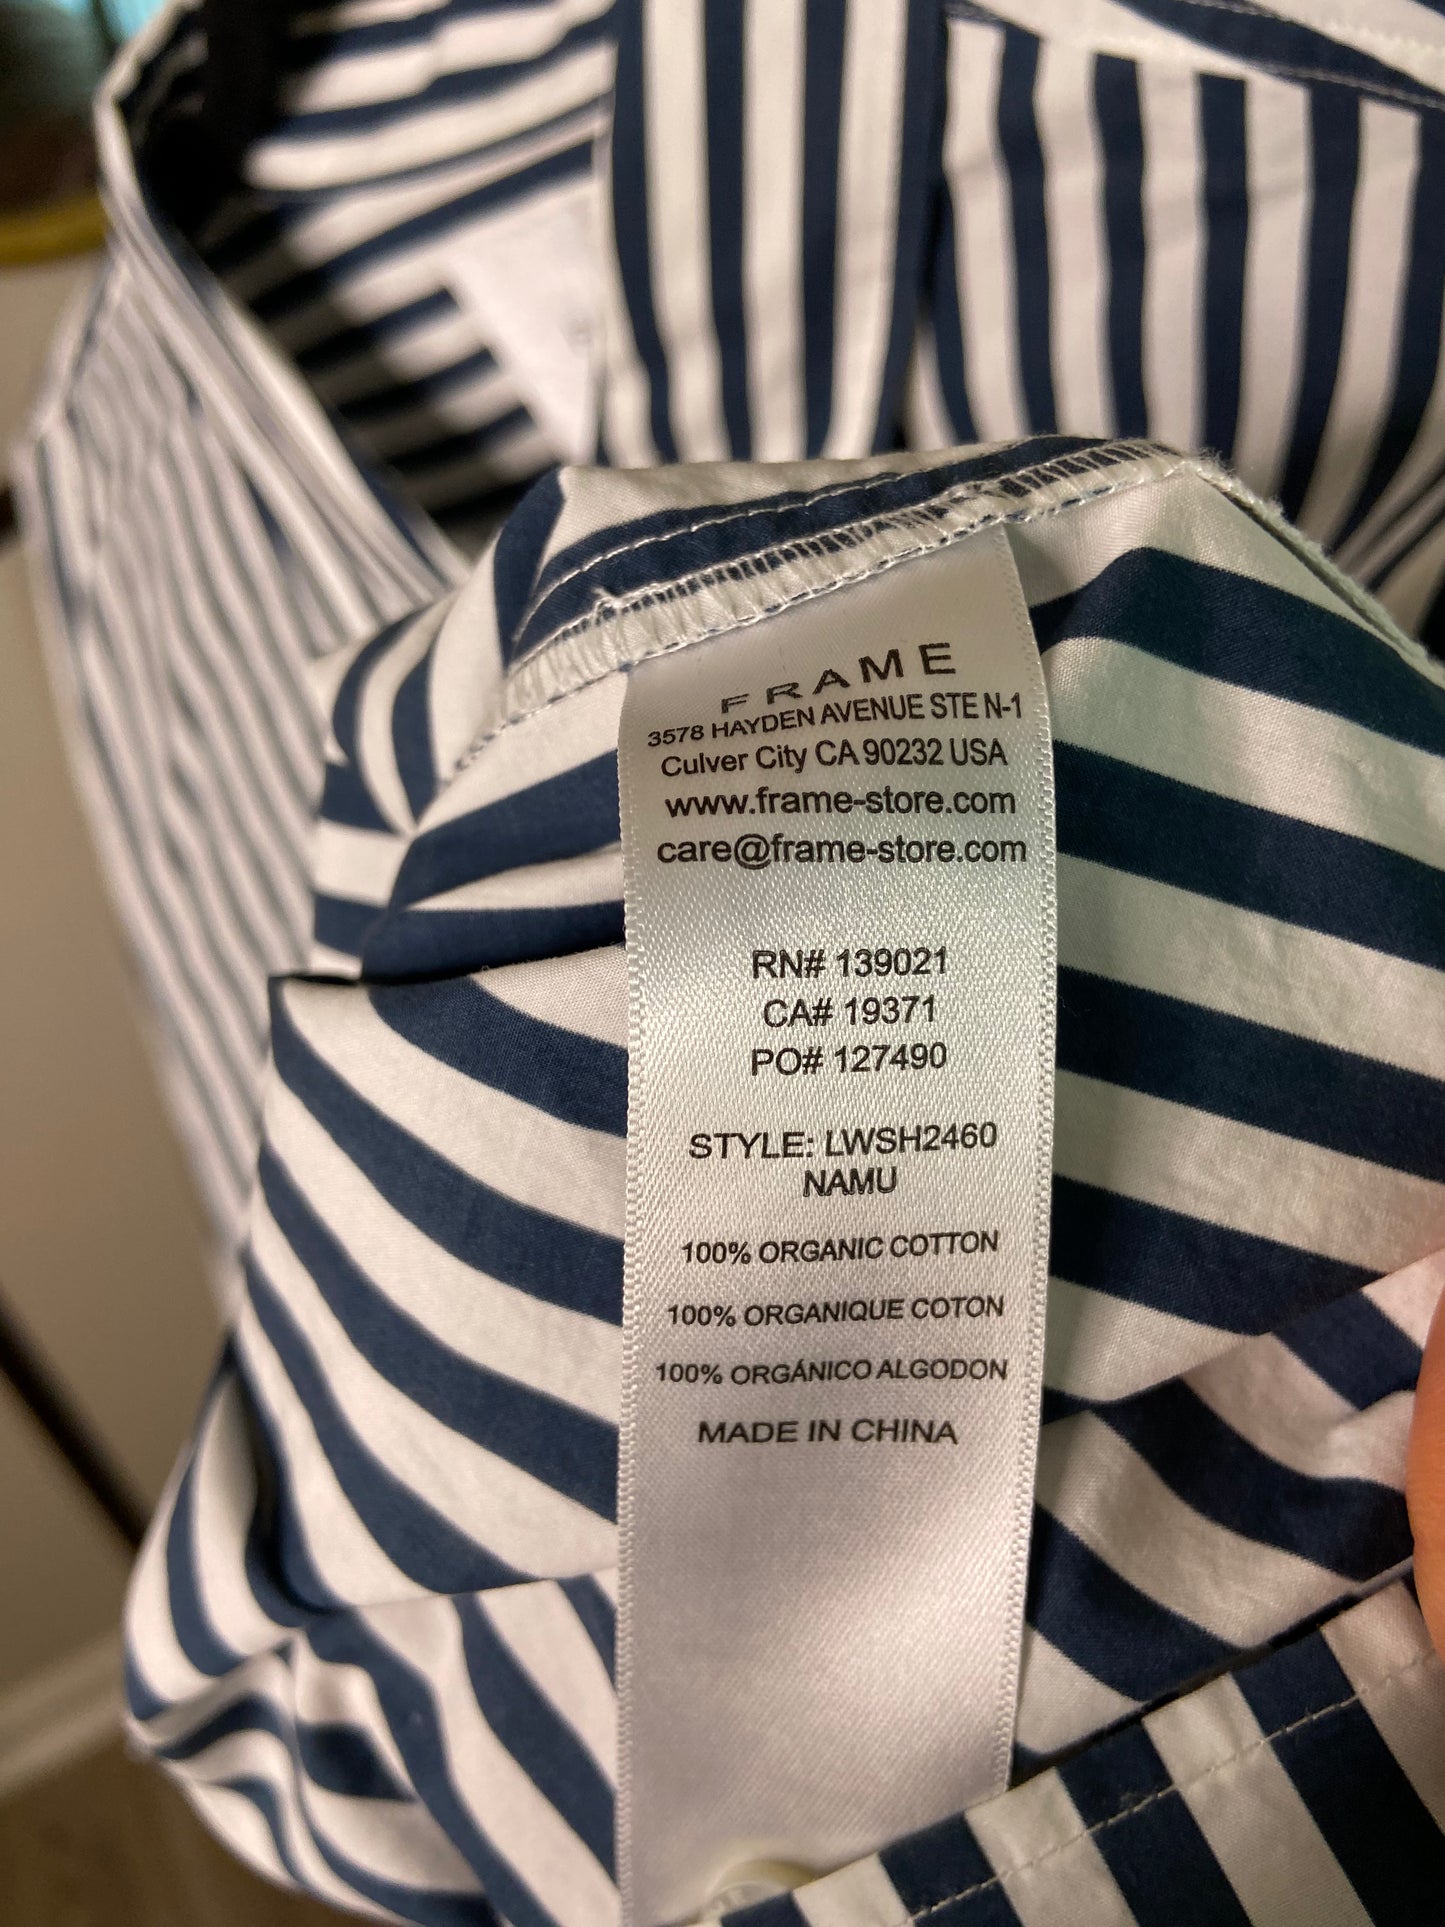 FRAME
3578 HAYDEN AVENUE STE N-1
Culver City CA 90232 USA
www.frame-store.com
care@frame-store.com
RN# 139021
CA# 19371
PO# 127490
STYLE: LWSH2460
NAMU
100% ORGANIC COTTON
100% ORGANIQUE COTON
100% ORGÁNICO ALGODON
MADE IN CHINA